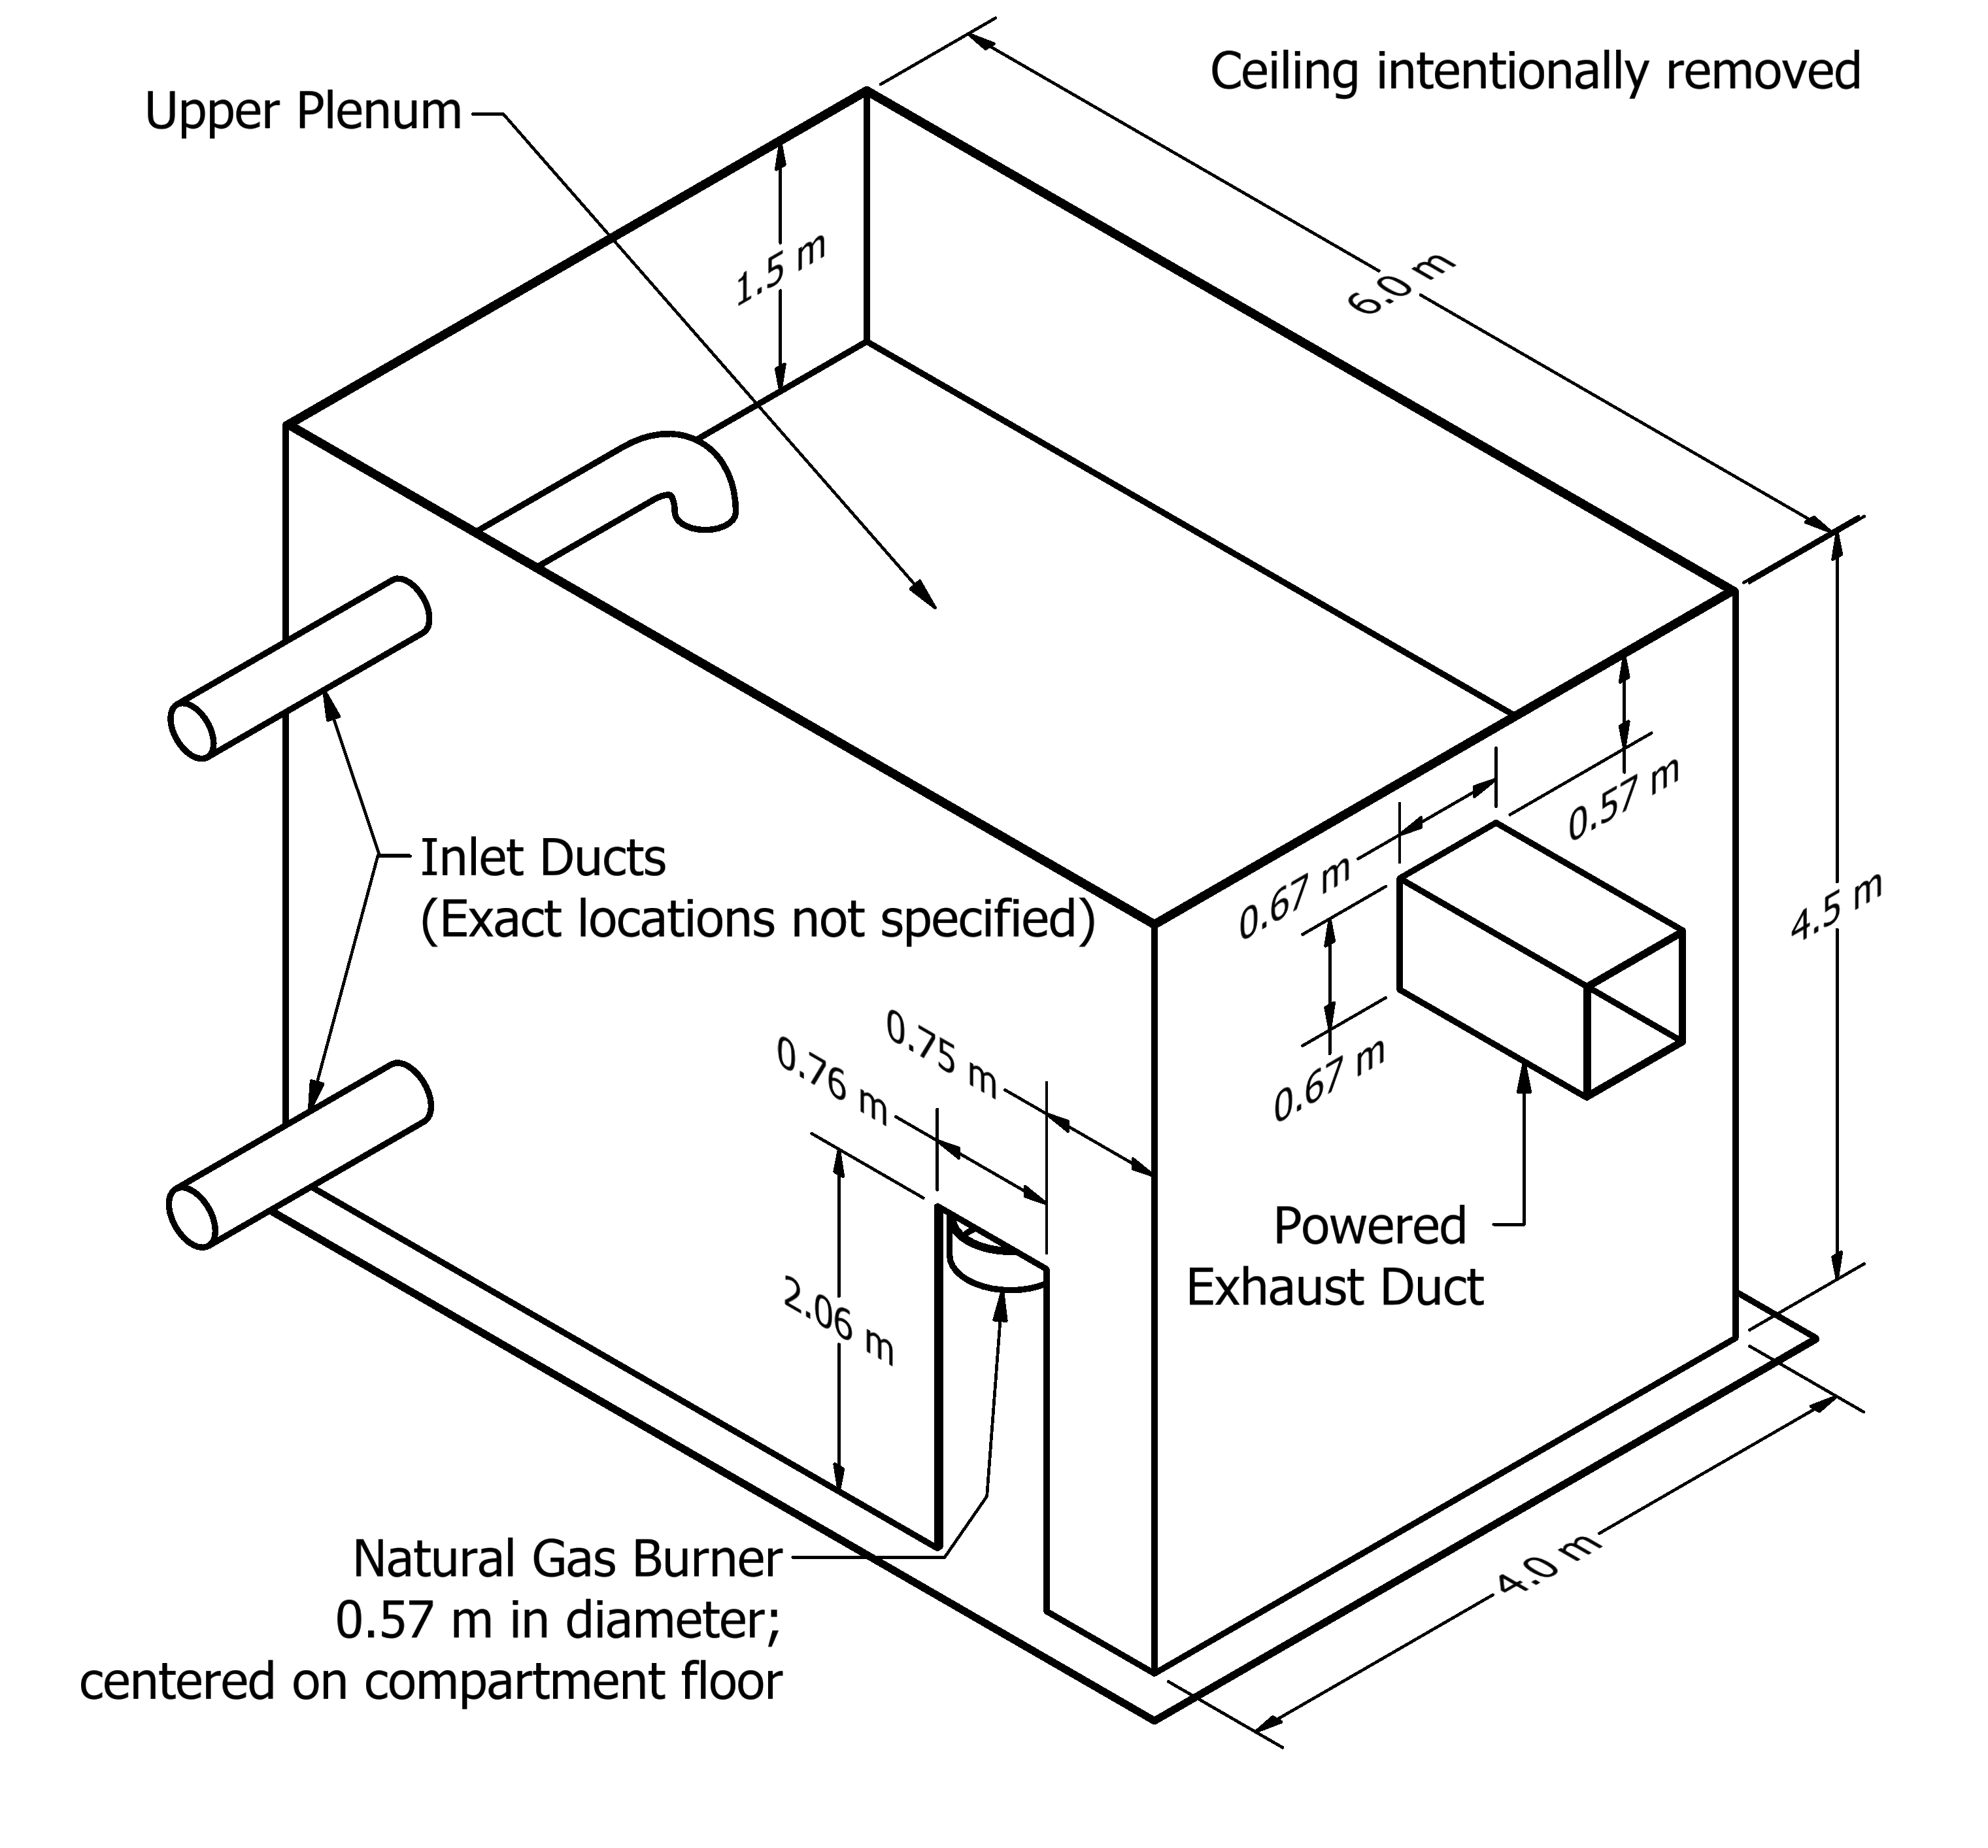 Ceiling intentionally removed
Upper Plenum
1.5 m
6.0 m
0.57 m
0.67 m
4.5 m
Inlet Ducts
(Exact locations not specified)
0.67 m
0.75 m
0.76 m
Powered
Exhaust Duct
2.06 m
Natural Gas Burner
0.57 m in diameter;
centered on compartment floor
4.0 m